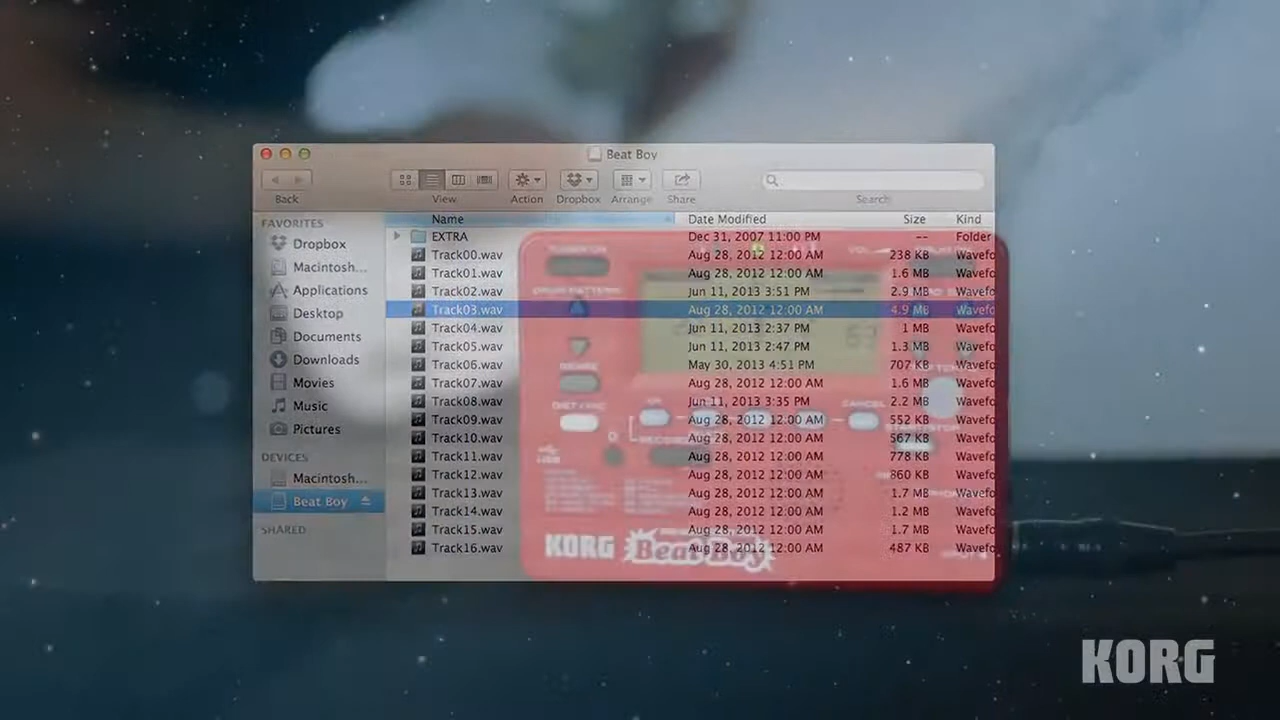 Beat Boy
Back View Action Dropbox Arrange Share Search
FAVORITES
Dropbox
Macintosh...
Applications
Desktop
Documents
Downloads
Movies
Music
Pictures
DEVICES
Macintosh...
Beat Boy
SHARED
Name Date Modified Size Kind
EXTRA Dec 31, 2007 11:00 PM -- Folder
Track00.wav Aug 28, 2012 12:00 AM 238 KB Wavefo
Track01.wav Aug 28, 2012 12:00 AM 1.6 MB Wavefo
Track02.wav Jun 11, 2013 3:51 PM 2.9 MB Wavefo
Track03.wav Aug 28, 2012 12:00 AM 4.9 MB Wavefo
Track04.wav Jun 11, 2013 2:37 PM 1 MB Wavefo
Track05.wav Jun 11, 2013 2:47 PM 1.3 MB Wavefo
Track06.wav May 30, 2013 4:51 PM 707 KB Wavefo
Track07.wav Aug 28, 2012 12:00 AM 1.6 MB Wavefo
Track08.wav Jun 11, 2013 3:35 PM 2.2 MB Wavefo
Track09.wav Aug 28, 2012 12:00 AM 552 KB Wavefo
Track10.wav Aug 28, 2012 12:00 AM 567 KB Wavefo
Track11.wav Aug 28, 2012 12:00 AM 778 KB Wavefo
Track12.wav Aug 28, 2012 12:00 AM 860 KB Wavefo
Track13.wav Aug 28, 2012 12:00 AM 1.7 MB Wavefo
Track14.wav Aug 28, 2012 12:00 AM 1.2 MB Wavefo
Track15.wav Aug 28, 2012 12:00 AM 1.7 MB Wavefo
Track16.wav Aug 28, 2012 12:00 AM 487 KB Wavefo
CANCEL
KORG Beat Boy
KORG